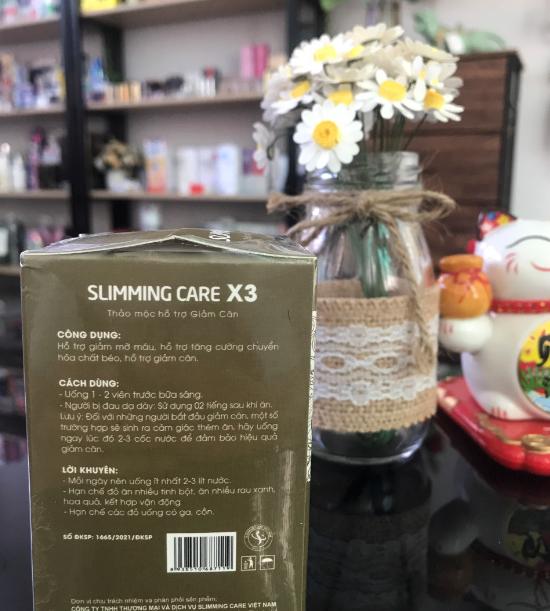 SLIMMING CARE X3
Thảo mộc hỗ trợ Giảm Cân
CÔNG DỤNG:
Hỗ trợ giảm mỡ máu, hỗ trợ tăng cường chuyển
hóa chất béo, hỗ trợ giảm cân.
CÁCH DÙNG:
- Uống 1 - 2 viên trước bữa sáng.
- Người bị đau dạ dày: Sử dụng 02 tiếng sau khi ăn.
Lưu ý: Đối với những người bắt đầu giảm cân, một số
trường hợp sẽ sinh ra cảm giác thèm ăn, hãy uống
ngay lúc đó 2-3 cốc nước để đảm bảo hiệu quả
giảm cân.
LỜI KHUYÊN:
- Mỗi ngày nên uống ít nhất 2-3 lít nước.
- Hạn chế đồ ăn nhiều tinh bột, ăn nhiều rau xanh,
hoa quả, kết hợp vận động
- Hạn chế các đồ uống có ga, cồn.
SỐ ĐKSP: 1665/2021/ĐKSP
Đơn vị chịu trách nhiệm và phân phối sản phẩm:
CÔNG TY TNHH THƯƠNG MẠI VÀ DỊCH VỤ SLIMMING CARE VIỆT NAM